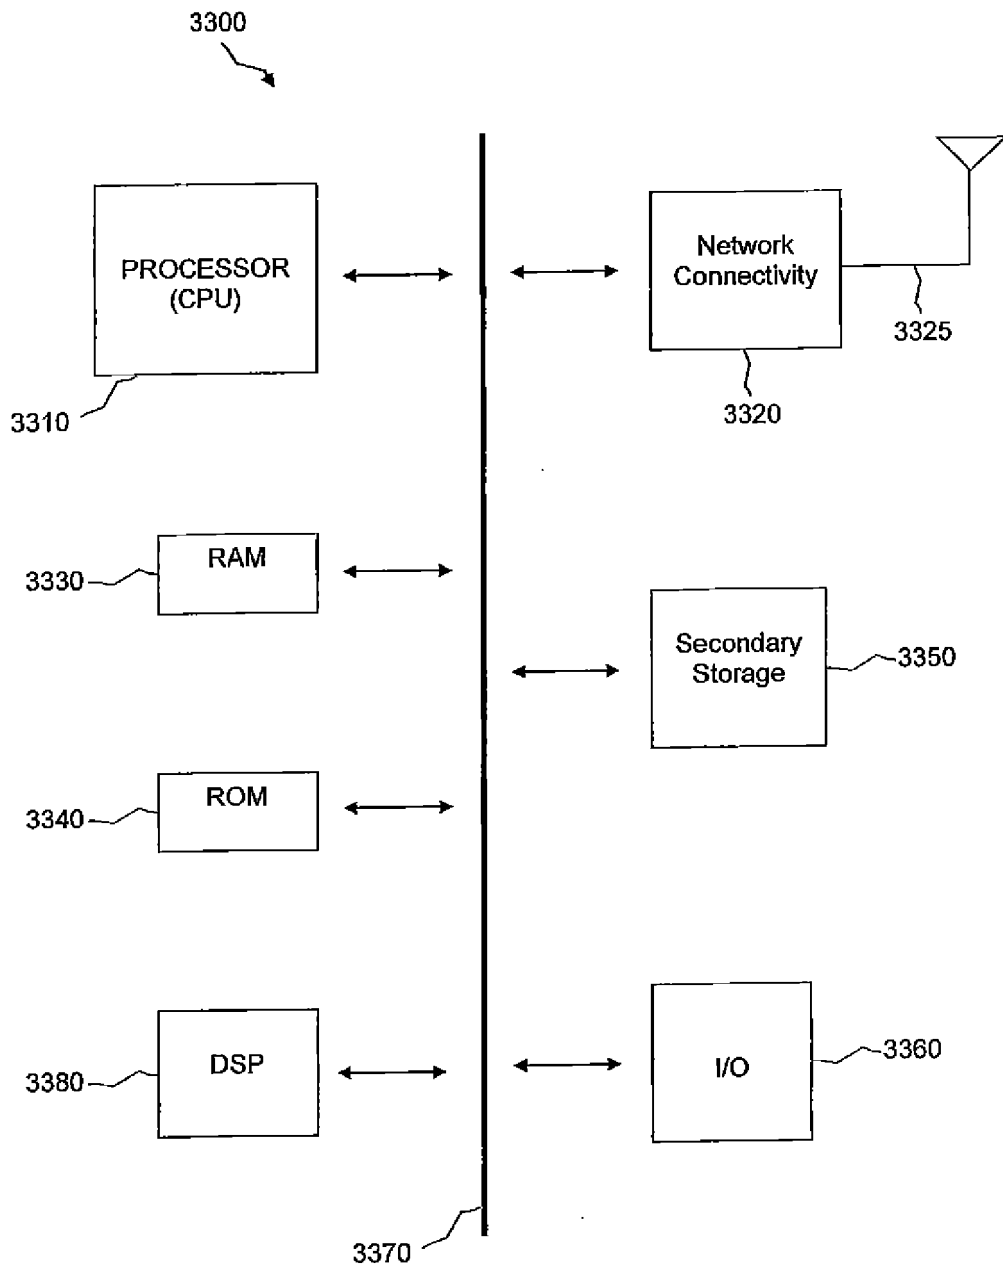 3300
PROCESSOR
(CPU)
3310
Network
Connectivity
3325
3320
RAM
3330
Secondary
Storage
3350
ROM
3340
DSP
3380
I/O
3360
3370